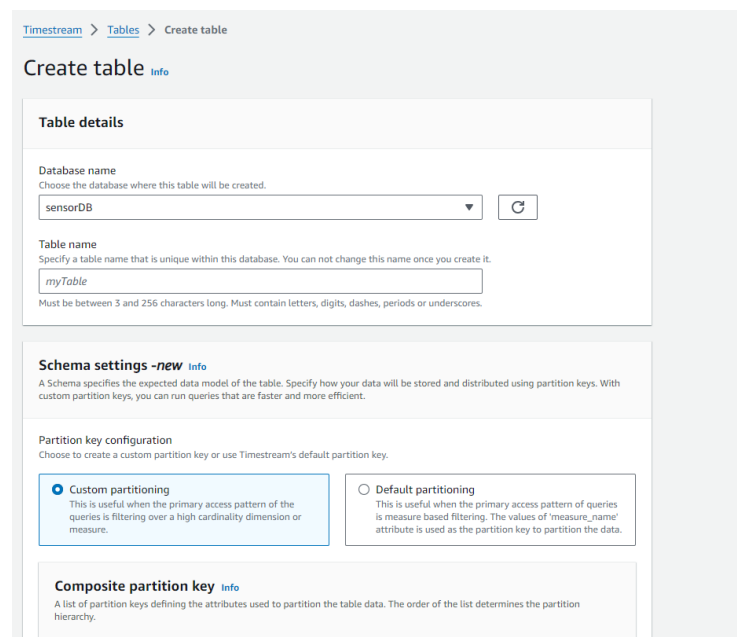 Timestream > Tables > Create table
Create table Info
Table details
Database name
Choose the database where this table will be created.
sensorDB
Table name
Specify a table name that is unique within this database. You can not change this name once you create it.
myTable
Must be between 3 and 256 characters long. Must contain letters, digits, dashes, periods or underscores.
Schema settings -new Info
A Schema specifies the expected data model of the table. Specify how your data will be stored and distributed using partition keys. With
custom partition keys, you can run queries that are faster and more
efficient.
Partition key configuration
Choose to create a custom partition key or use Timestream's default partition key.
Custom partitioning
This is useful when the primary access pattern of the
queries is filtering over a high cardinality dimension or
measure.
Default partitioning
This is useful when the primary access pattern of queries
is measure based filtering. The values of 'measure_name'
attribute is used as the partition key to partition the data.
Composite partition key Info
A list of partition keys defining the attributes used to partition the table data. The order of the list determines the partition
hierarchy.